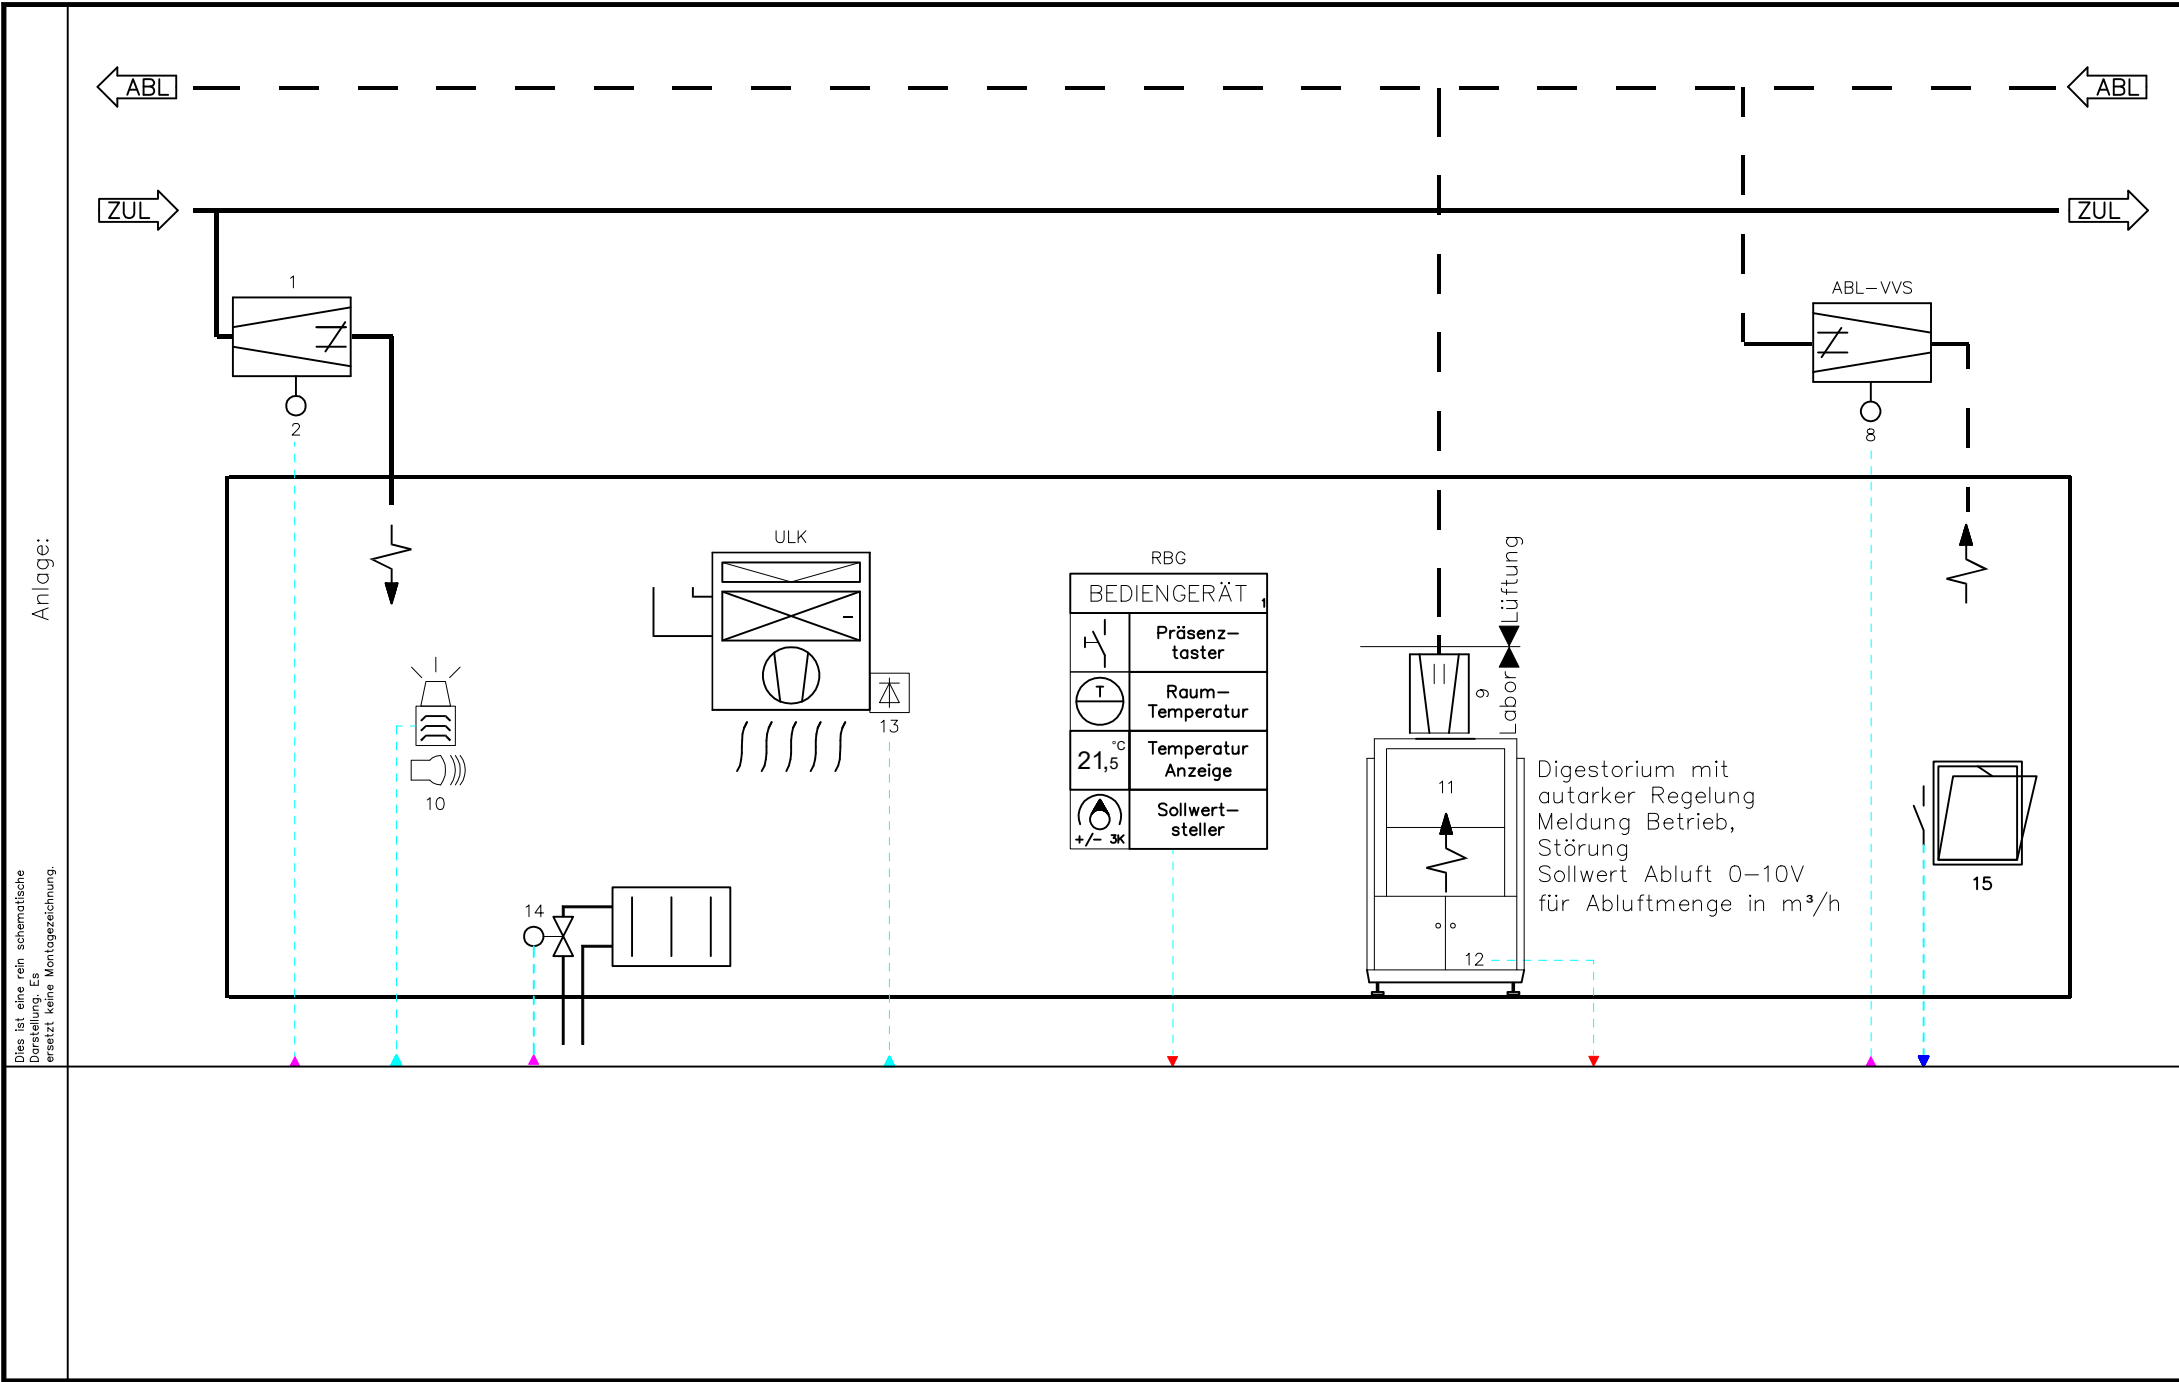 ABL
ABL
ZUL
ZUL
1
2
ABL-VVS
8
Anlage:
Dies ist eine rein schematische
Darstellung. Es
ersetzt keine Montagezeichnung.
ULK
13
10
14
RBG
BEDIENGERÄT 1
Präsenz-
taster
T
Raum-
Temperatur
21,5 °C
Temperatur
Anzeige
+/- 3K
Sollwert-
steller
Lüftung
Labor
9
11
12
Digestorium mit
autarker Regelung
Meldung Betrieb,
Störung
Sollwert Abluft 0-10V
für Abluftmenge in m³/h
15